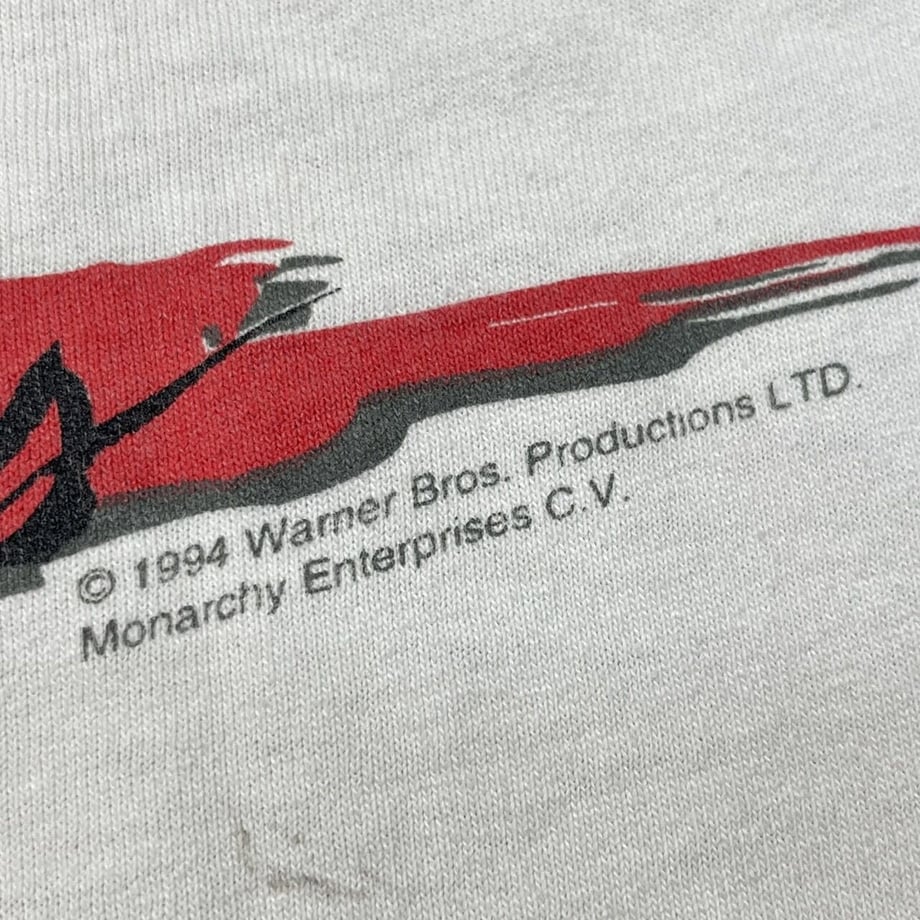 © 1994 Warner Bros. Productions LTD.
Monarchy Enterprises C.V.